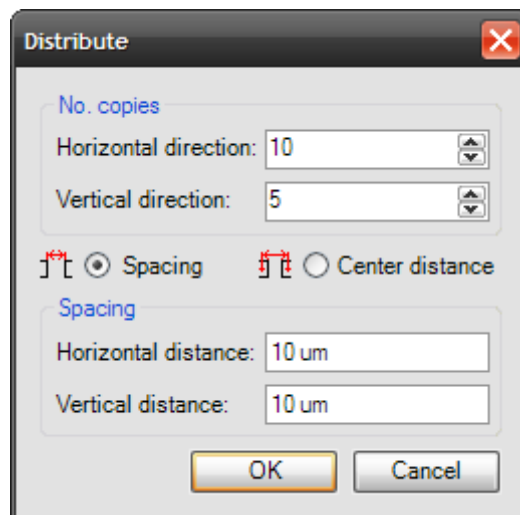 Distribute
No. copies
Horizontal direction: 10
Vertical direction: 5
Spacing Center distance
Spacing
Horizontal distance: 10 um
Vertical distance: 10 um
OK Cancel